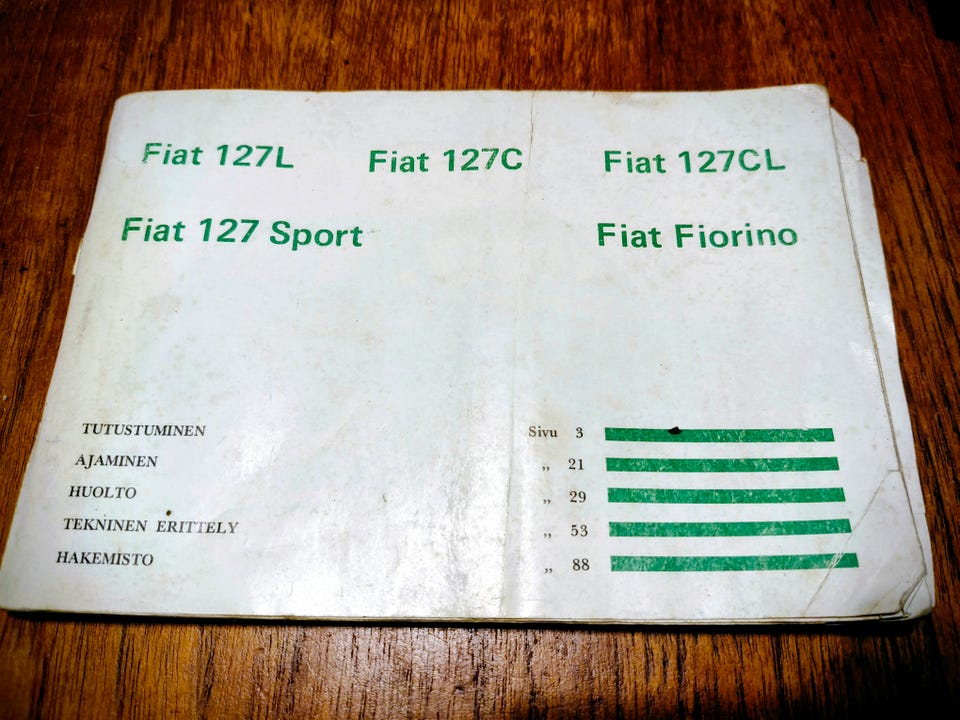 Fiat 127L Fiat 127C Fiat 127CL
Fiat 127 Sport Fiat Fiorino
TUTUSTUMINEN Sivu 3
AJAMINEN „ 21
HUOLTO „ 29
TEKNINEN ERITTELY „ 53
HAKEMISTO „ 88